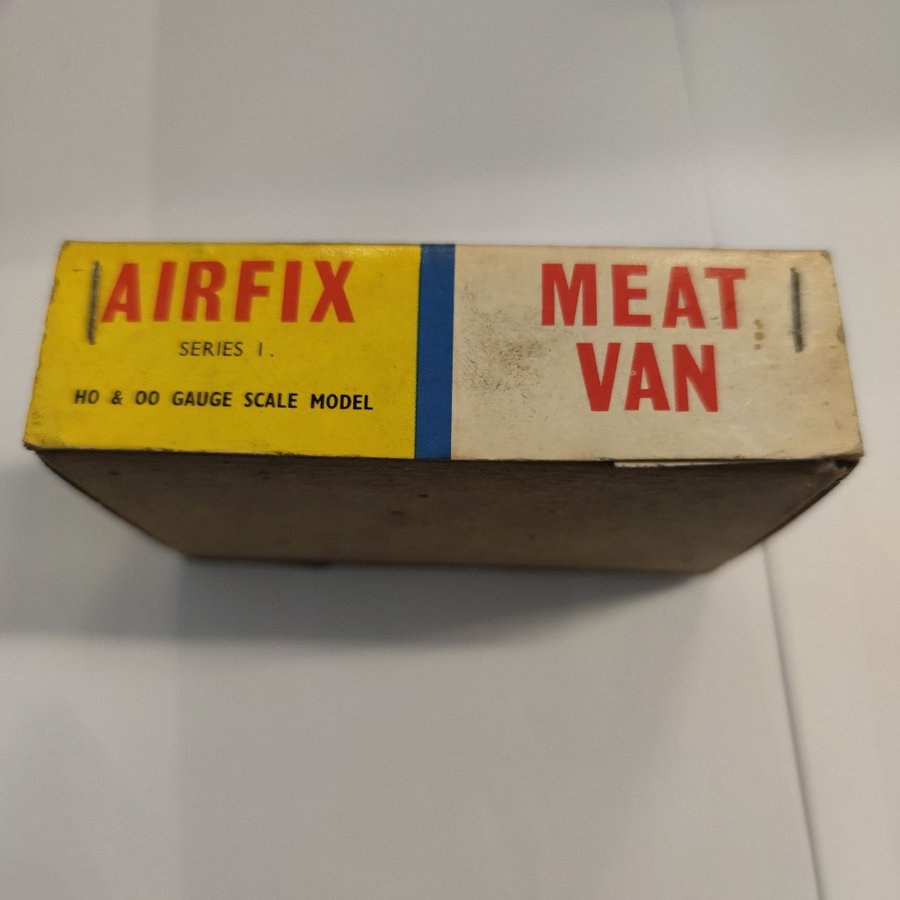 AIRFIX
SERIES 1.
HO & OO GAUGE SCALE MODEL
MEAT
VAN